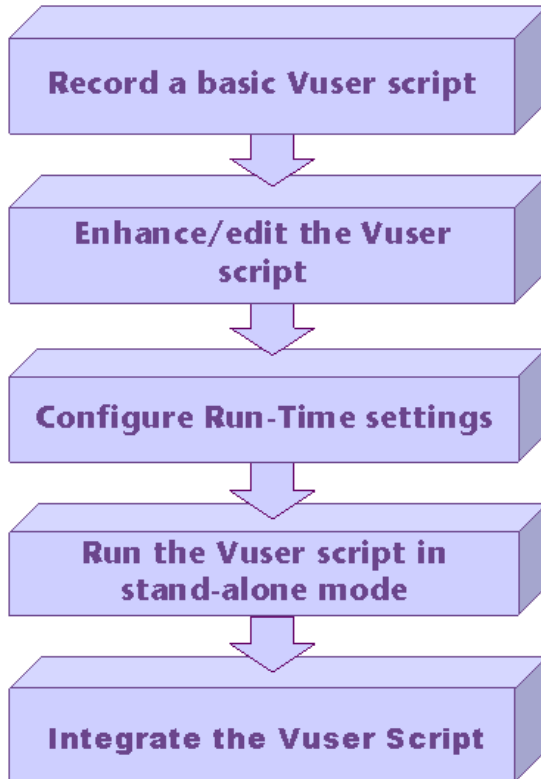 Record a basic Vuser script
Enhance/edit the Vuser
script
Configure Run-Time settings
Run the Vuser script in
stand-alone mode
Integrate the Vuser Script